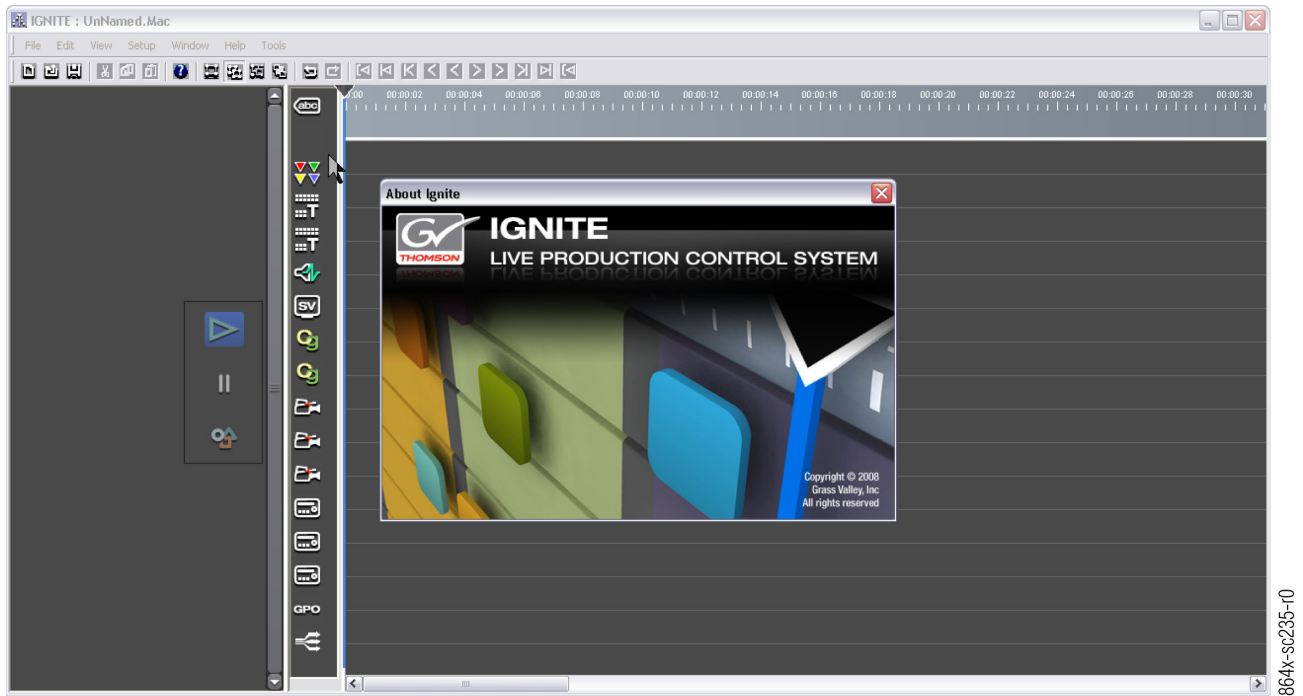 IGNITE : UnNamed.Mac
File Edit View Setup Window Help Tools
abc
00:00:02 00:00:04 00:00:06 00:00:08 00:00:10 00:00:12 00:00:14 00:00:16 00:00:18 00:00:20 00:00:22 00:00:24 00:00:26 00:00:28 00:00:30
T
T
SV
Cg
Cg
GPO
About Ignite
GV
THOMSON
IGNITE
LIVE PRODUCTION CONTROL SYSTEM
Copyright © 2008
Grass Valley, Inc
All rights reserved
864x-sc235-r0